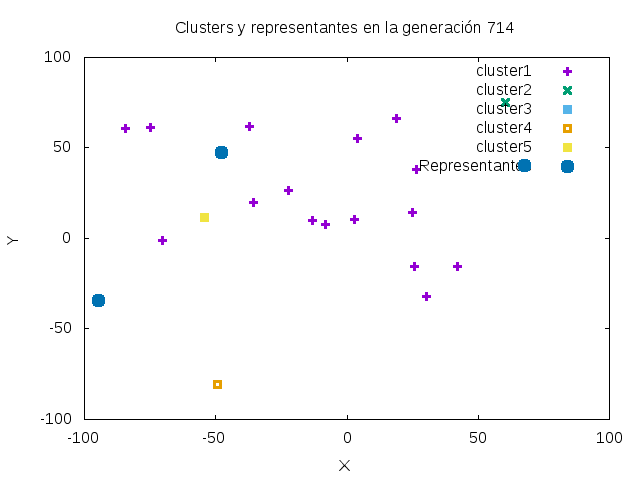 Clusters y representantes en la generación 714
100
50
0
-50
-100
-100
-50
0
50
100
Y
X
cluster1
cluster2
cluster3
cluster4
cluster5
Representantes